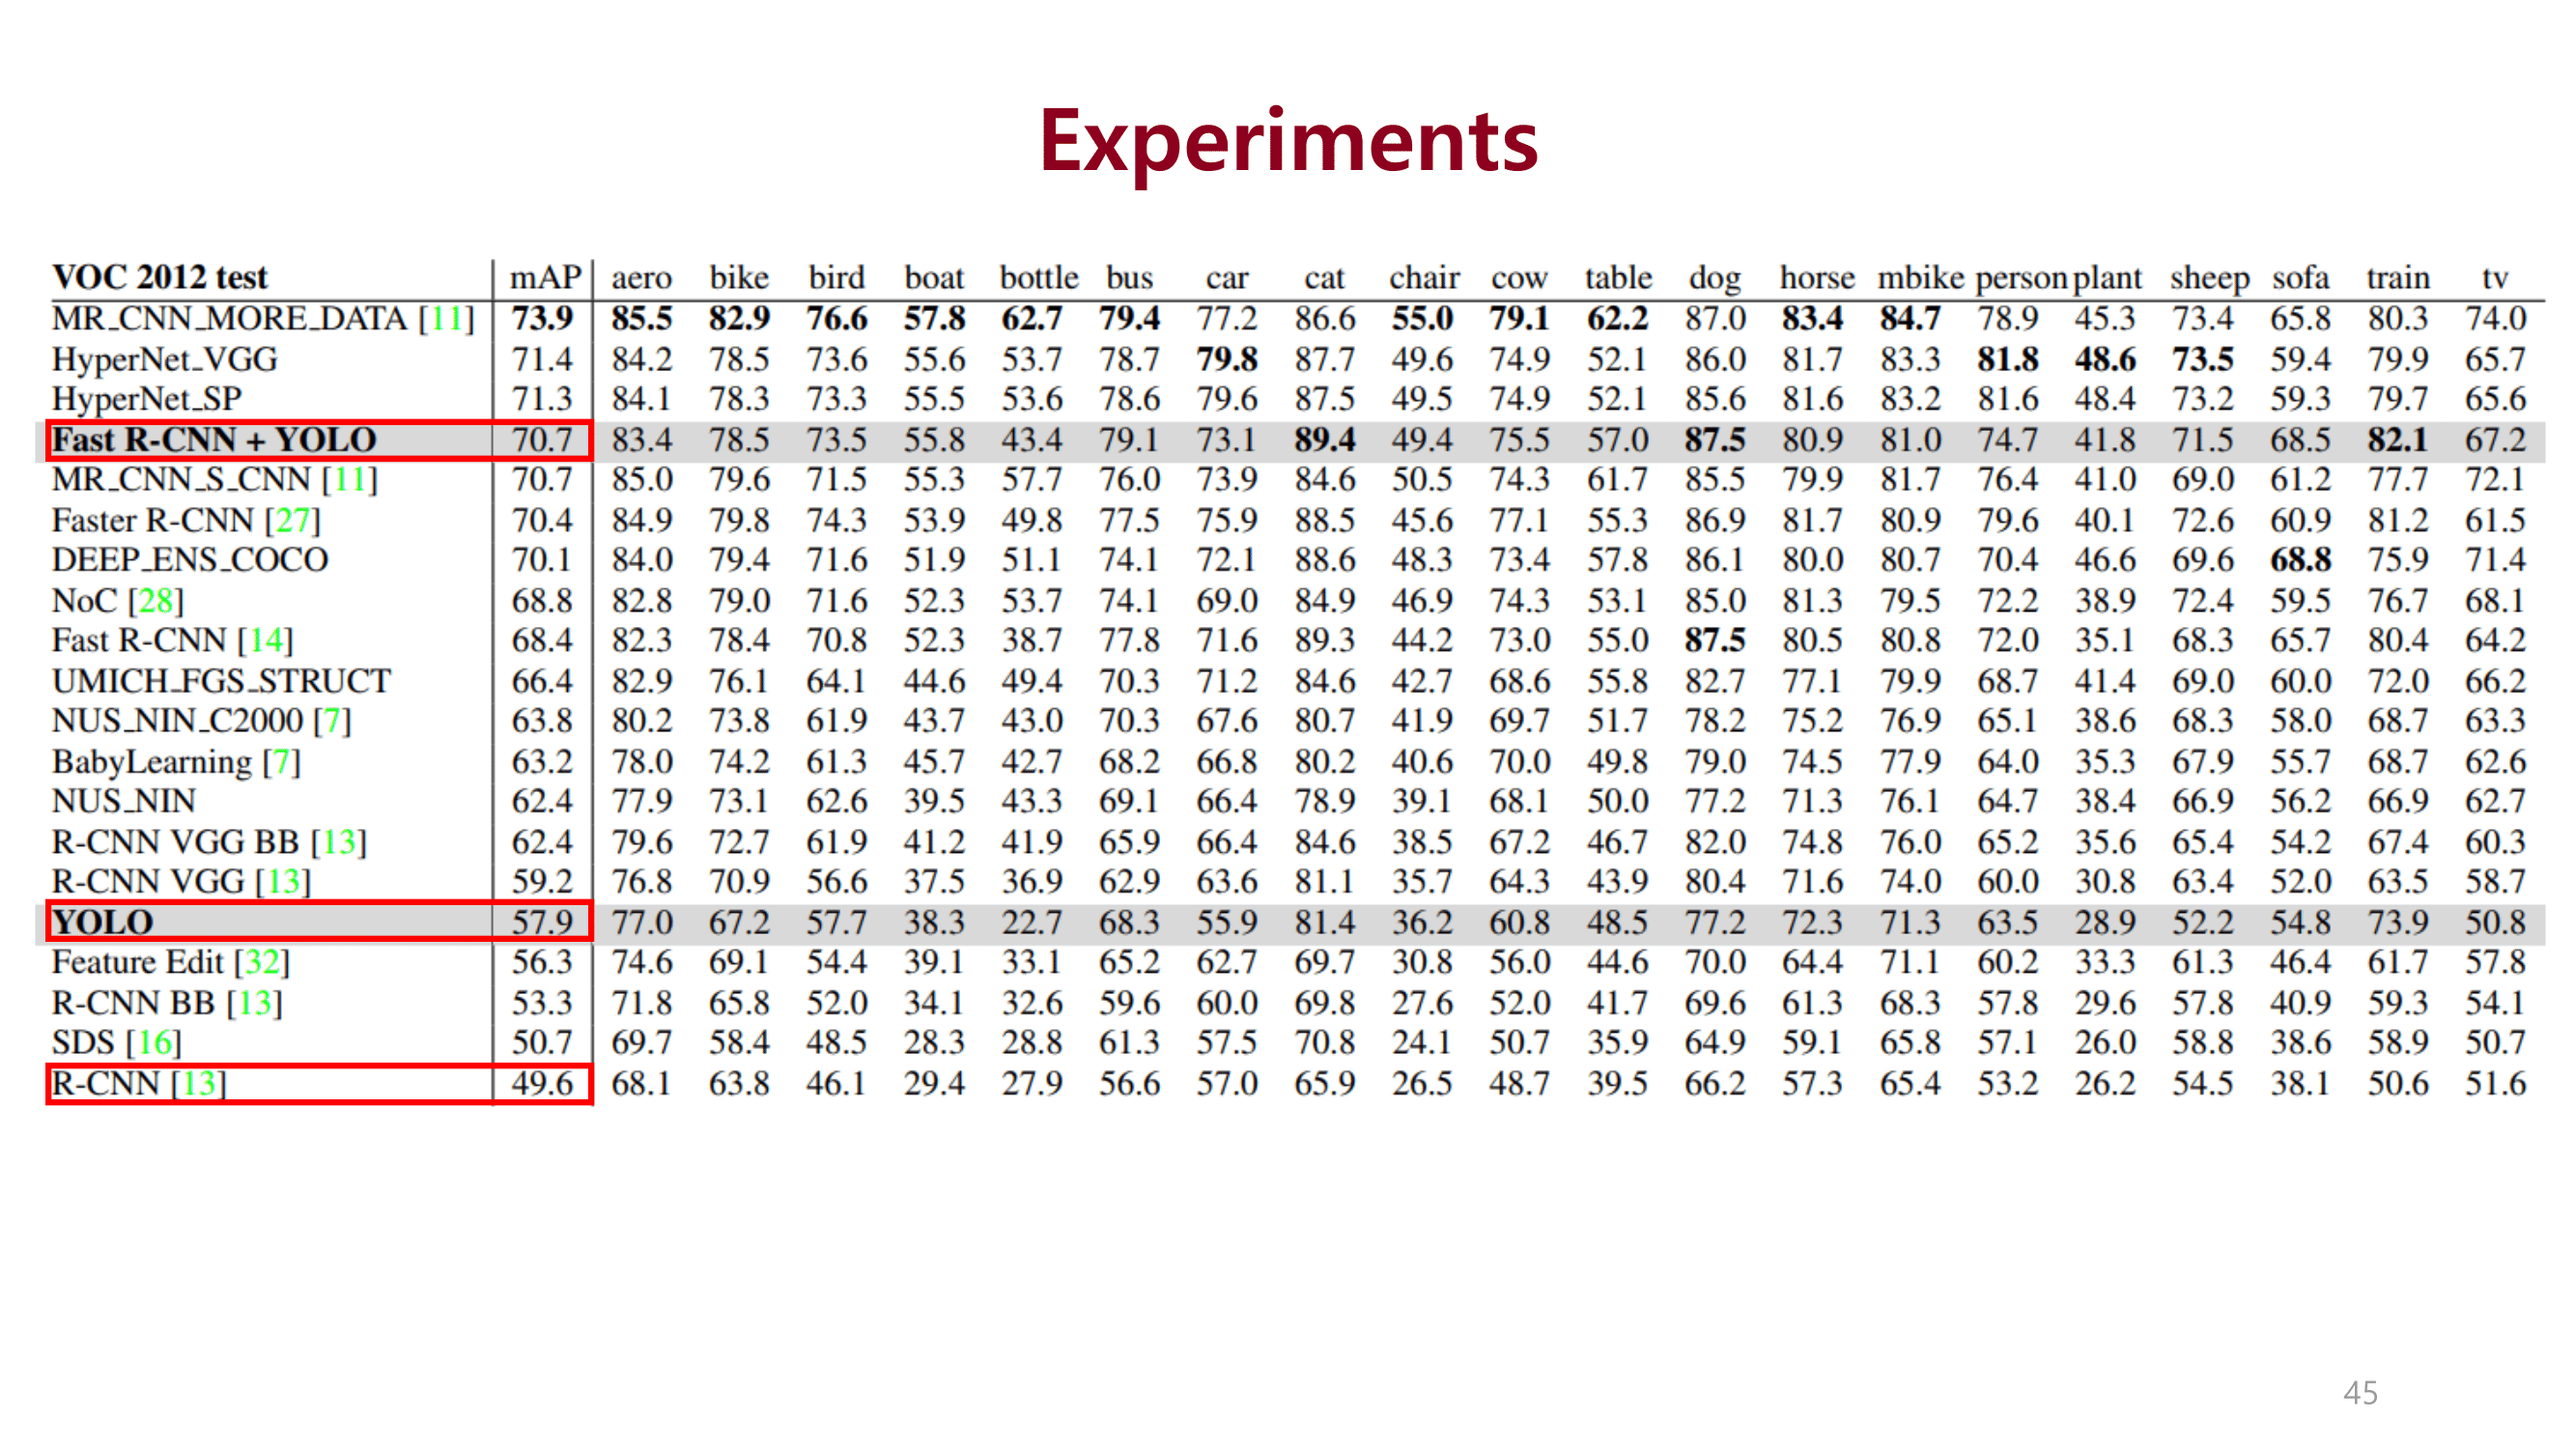 Experiments
VOC 2012 test mAP aero bike bird boat bottle bus car cat chair cow table dog horse mbike person plant sheep sofa train tv
MR_CNN_MORE_DATA [11] 73.9 85.5 82.9 76.6 57.8 62.7 79.4 77.2 86.6 55.0 79.1 62.2 87.0 83.4 84.7 78.9 45.3 73.4 65.8 80.3 74.0
HyperNet_VGG 71.4 84.2 78.5 73.6 55.6 53.7 78.7 79.8 87.7 49.6 74.9 52.1 86.0 81.7 83.3 81.8 48.6 73.5 59.4 79.9 65.7
HyperNet_SP 71.3 84.1 78.3 73.3 55.5 53.6 78.6 79.6 87.5 49.5 74.9 52.1 85.6 81.6 83.2 81.6 48.4 73.2 59.3 79.7 65.6
Fast R-CNN + YOLO 70.7 83.4 78.5 73.5 55.8 43.4 79.1 73.1 89.4 49.4 75.5 57.0 87.5 80.9 81.0 74.7 41.8 71.5 68.5 82.1 67.2
MR_CNN_S_CNN [11] 70.7 85.0 79.6 71.5 55.3 57.7 76.0 73.9 84.6 50.5 74.3 61.7 85.5 79.9 81.7 76.4 41.0 69.0 61.2 77.7 72.1
Faster R-CNN [27] 70.4 84.9 79.8 74.3 53.9 49.8 77.5 75.9 88.5 45.6 77.1 55.3 86.9 81.7 80.9 79.6 40.1 72.6 60.9 81.2 61.5
DEEP_ENS_COCO 70.1 84.0 79.4 71.6 51.9 51.1 74.1 72.1 88.6 48.3 73.4 57.8 86.1 80.0 80.7 70.4 46.6 69.6 68.8 75.9 71.4
NoC [28] 68.8 82.8 79.0 71.6 52.3 53.7 74.1 69.0 84.9 46.9 74.3 53.1 85.0 81.3 79.5 72.2 38.9 72.4 59.5 76.7 68.1
Fast R-CNN [14] 68.4 82.3 78.4 70.8 52.3 38.7 77.8 71.6 89.3 44.2 73.0 55.0 87.5 80.5 80.8 72.0 35.1 68.3 65.7 80.4 64.2
UMICH_FGS_STRUCT 66.4 82.9 76.1 64.1 44.6 49.4 70.3 71.2 84.6 42.7 68.6 55.8 82.7 77.1 79.9 68.7 41.4 69.0 60.0 72.0 66.2
NUS_NIN_C2000 [7] 63.8 80.2 73.8 61.9 43.7 43.0 70.3 67.6 80.7 41.9 69.7 51.7 78.2 75.2 76.9 65.1 38.6 68.3 58.0 68.7 63.3
BabyLearning [7] 63.2 78.0 74.2 61.3 45.7 42.7 68.2 66.8 80.2 40.6 70.0 49.8 79.0 74.5 77.9 64.0 35.3 67.9 55.7 68.7 62.6
NUS_NIN 62.4 77.9 73.1 62.6 39.5 43.3 69.1 66.4 78.9 39.1 68.1 50.0 77.2 71.3 76.1 64.7 38.4 66.9 56.2 66.9 62.7
R-CNN VGG BB [13] 62.4 79.6 72.7 61.9 41.2 41.9 65.9 66.4 84.6 38.5 67.2 46.7 82.0 74.8 76.0 65.2 35.6 65.4 54.2 67.4 60.3
R-CNN VGG [13] 59.2 76.8 70.9 56.6 37.5 36.9 62.9 63.6 81.1 35.7 64.3 43.9 80.4 71.6 74.0 60.0 30.8 63.4 52.0 63.5 58.7
YOLO 57.9 77.0 67.2 57.7 38.3 22.7 68.3 55.9 81.4 36.2 60.8 48.5 77.2 72.3 71.3 63.5 28.9 52.2 54.8 73.9 50.8
Feature Edit [32] 56.3 74.6 69.1 54.4 39.1 33.1 65.2 62.7 69.7 30.8 56.0 44.6 70.0 64.4 71.1 60.2 33.3 61.3 46.4 61.7 57.8
R-CNN BB [13] 53.3 71.8 65.8 52.0 34.1 32.6 59.6 60.0 69.8 27.6 52.0 41.7 69.6 61.3 68.3 57.8 29.6 57.8 40.9 59.3 54.1
SDS [16] 50.7 69.7 58.4 48.5 28.3 28.8 61.3 57.5 70.8 24.1 50.7 35.9 64.9 59.1 65.8 57.1 26.0 58.8 38.6 58.9 50.7
R-CNN [13] 49.6 68.1 63.8 46.1 29.4 27.9 56.6 57.0 65.9 26.5 48.7 39.5 66.2 57.3 65.4 53.2 26.2 54.5 38.1 50.6 51.6
45